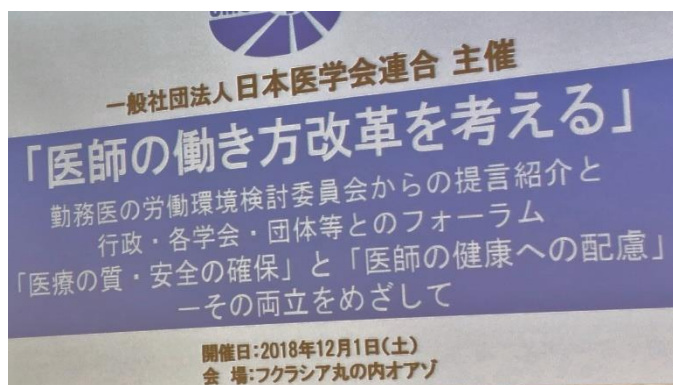 一般社団法人日本医学会連合 主催
「医師の働き方改革を考える」
勤務医の労働環境検討委員会からの提言紹介と
行政・各学会・団体等とのフォーラム
「医療の質・安全の確保」と「医師の健康への配慮」
－その両立をめざして
開催日:2018年12月1日(土)
会 場:フクラシア丸の内オアゾ